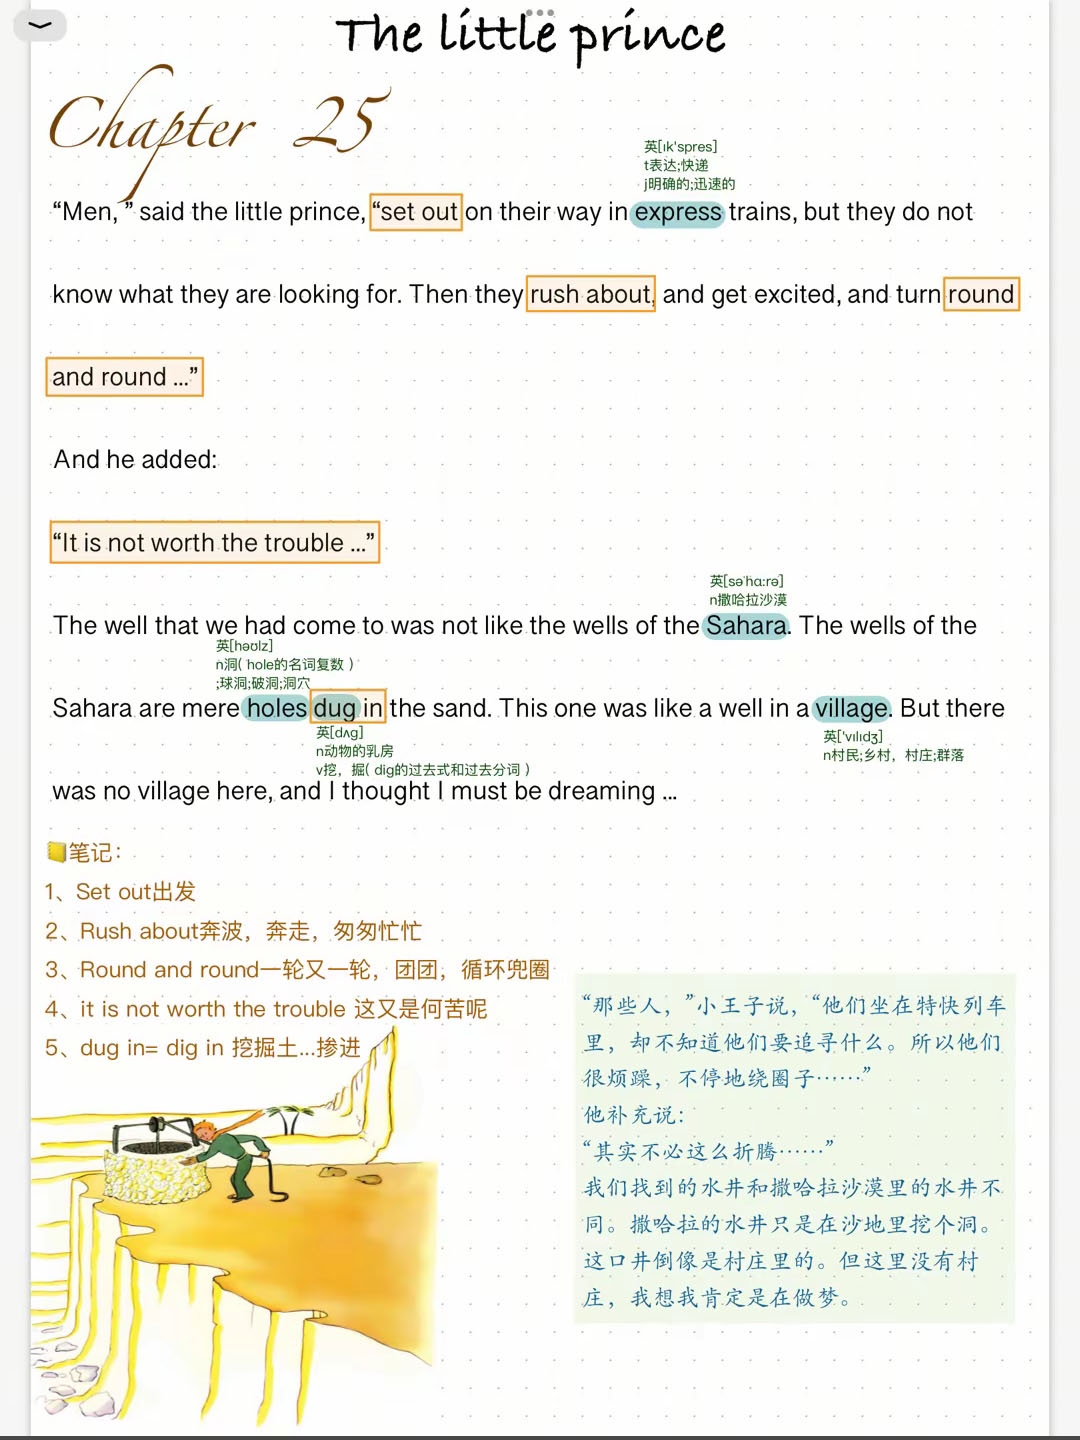 The little prince
Chapter 25
英[ɪk'spres]
t表达;快递
j明确的;迅速的
“Men, ” said the little prince, “set out on their way in express trains, but they do not
know what they are looking for. Then they rush about, and get excited, and turn round
and round ...”
And he added:
“It is not worth the trouble ...”
英[sə'hɑ:rə]
n撒哈拉沙漠
The well that we had come to was not like the wells of the Sahara. The wells of the
英[həʊlz]
n洞( hole的名词复数 )
;球洞;破洞;洞穴
Sahara are mere holes dug in the sand. This one was like a well in a village. But there
英[dʌg]
n动物的乳房
v挖，掘( dig的过去式和过去分词 )
英['vɪlɪdʒ]
n村民;乡村，村庄;群落
was no village here, and I thought I must be dreaming ...
笔记：
1、Set out出发
2、Rush about奔波，奔走，匆匆忙忙
3、Round and round一轮又一轮，团团，循环兜圈
4、it is not worth the trouble 这又是何苦呢
5、dug in= dig in 挖掘土...掺进
“那些人，”小王子说，“他们坐在特快列车
里，却不知道他们要追寻什么。所以他们
很烦躁，不停地绕圈子……”
他补充说：
“其实不必这么折腾……”
我们找到的水井和撒哈拉沙漠里的水井不
同。撒哈拉的水井只是在沙地里挖个洞。
这口井倒像是村庄里的。但这里没有村
庄，我想我肯定是在做梦。